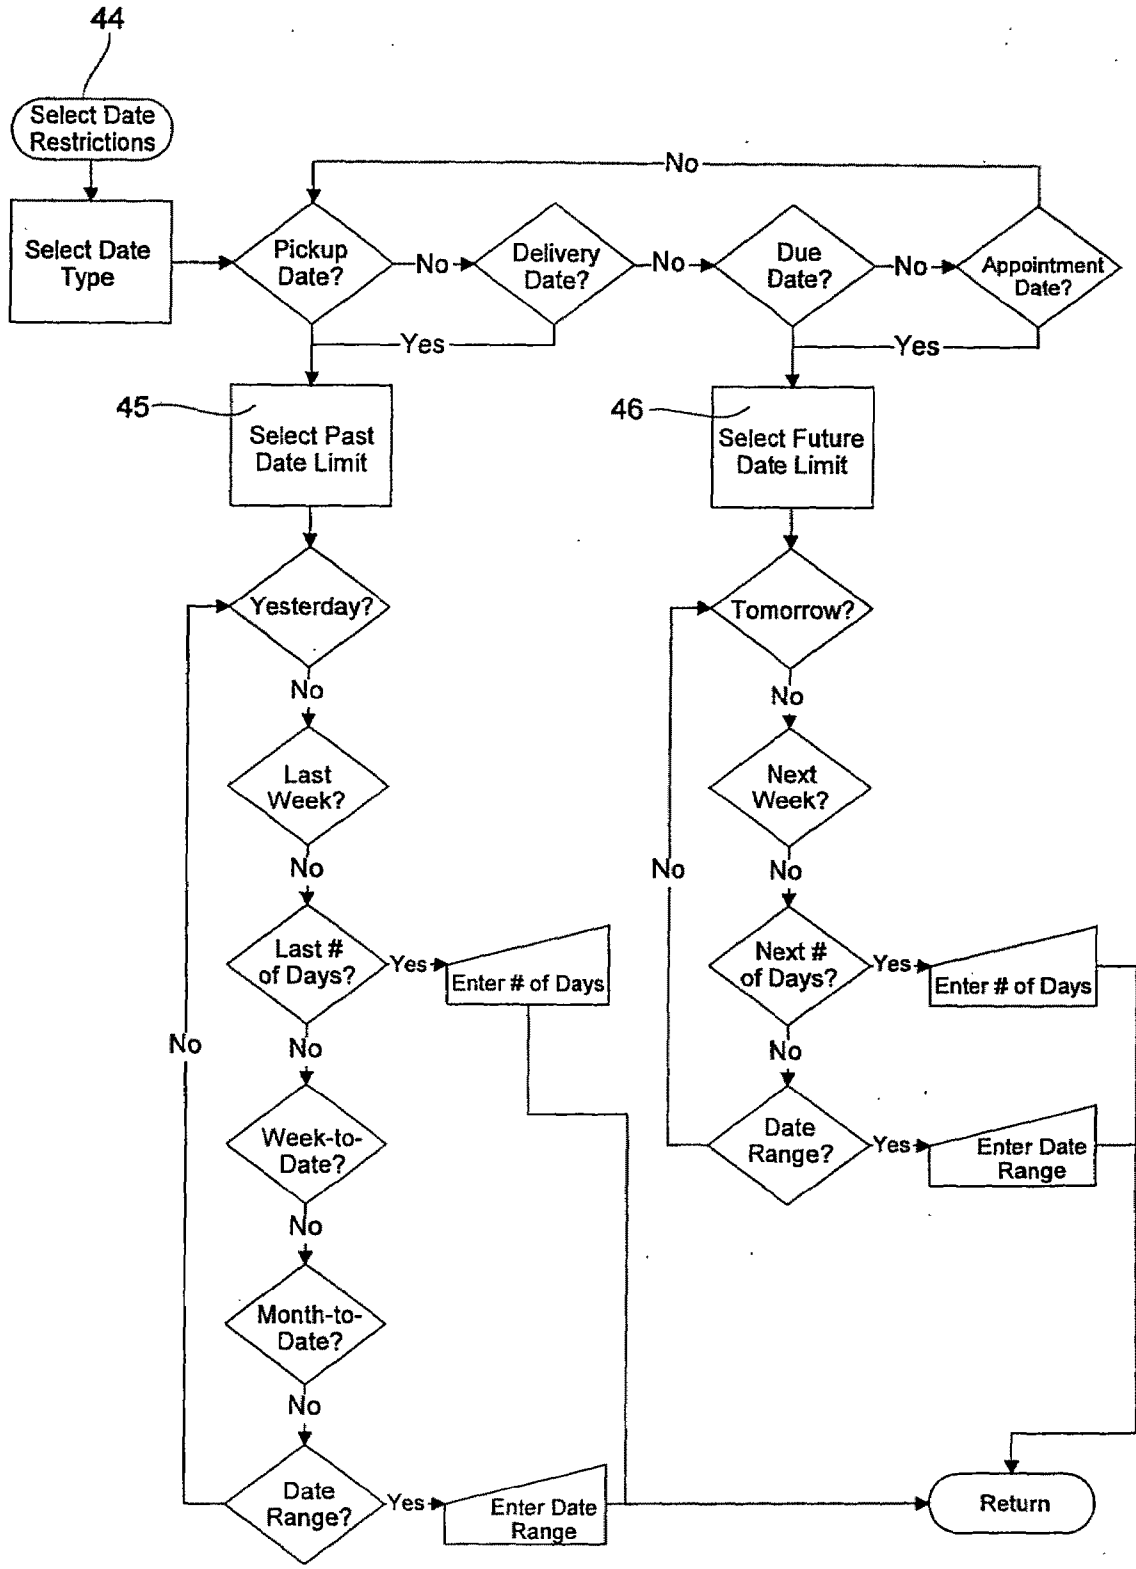 44
Select Date
Restrictions
No
Select Date
Type
Pickup
Date?
No
Delivery
Date?
No
Due
Date?
No
Appointment
Date?
Yes
Yes
45
Select Past
Date Limit
46
Select Future
Date Limit
Yesterday?
Tomorrow?
No
No
Last
Week?
Next
Week?
No
No
No
Last #
of Days?
Yes
Enter # of Days
Next #
of Days?
Yes
Enter # of Days
No
No
No
Week-to-
Date?
Date
Range?
Yes
Enter Date
Range
No
Month-to-
Date?
No
Date
Range?
Yes
Enter Date
Range
Return